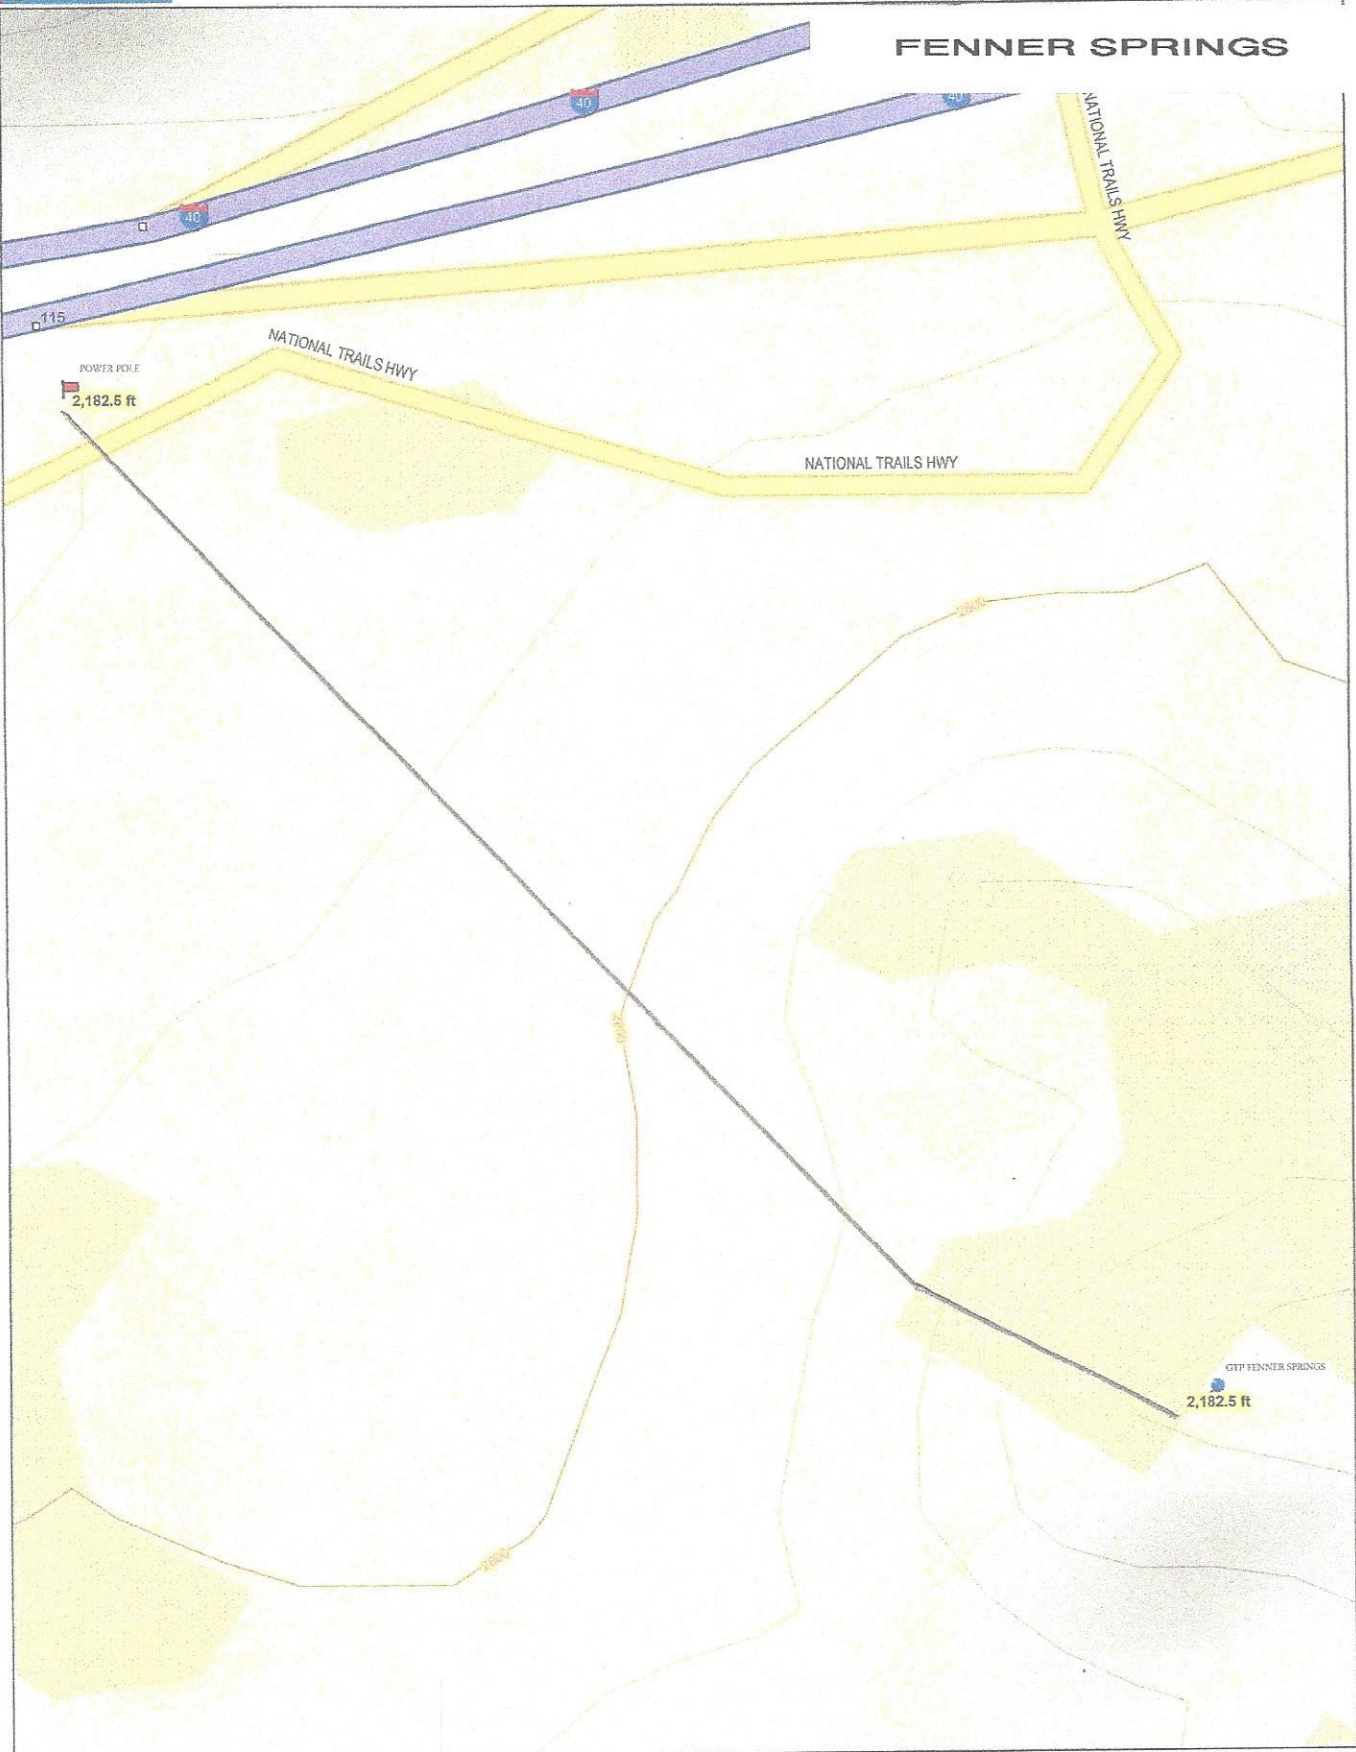 FENNER SPRINGS
40
40
40
NATIONAL TRAILS HWY
115
NATIONAL TRAILS HWY
POWER POLE
2,182.5 ft
NATIONAL TRAILS HWY
GTP FENNER SPRINGS
2,182.5 ft